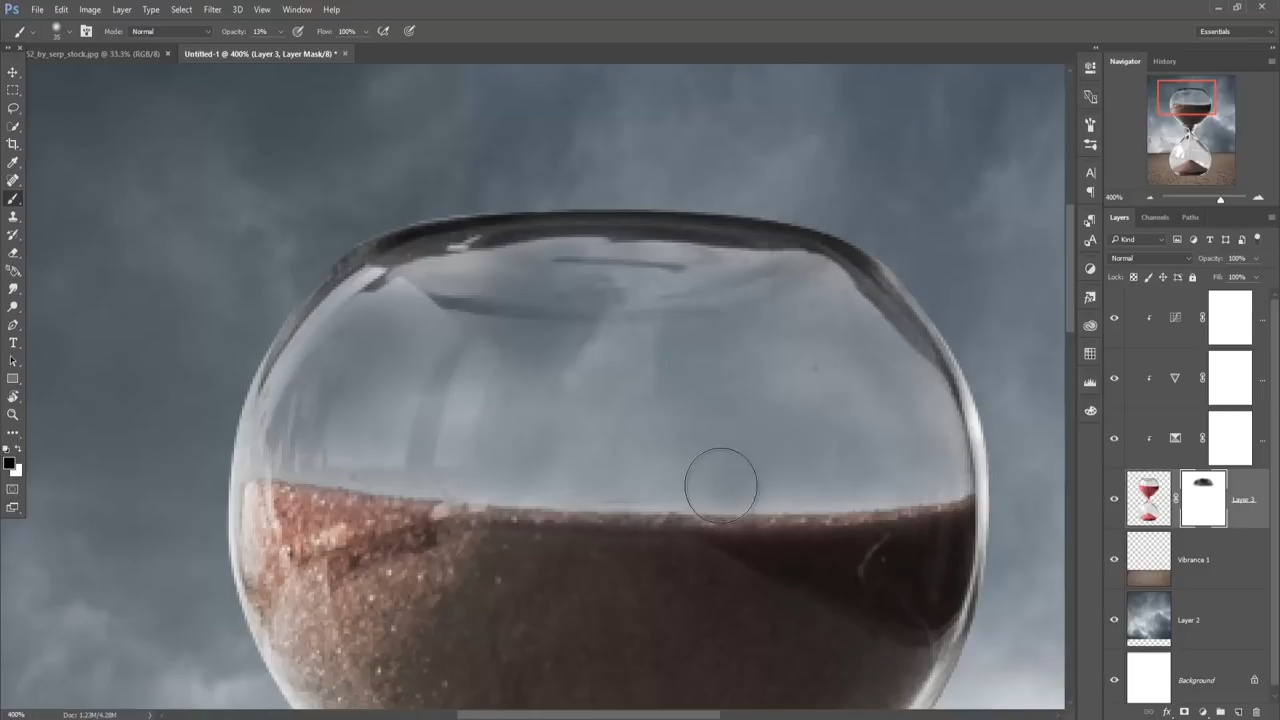 Ps File Edit Image Layer Type Select Filter 3D View Window Help
35 Mode: Normal Opacity: 13% Flow: 100% Essentials
52_by_serp_stock.jpg @ 33.3% (RGB/8) × Untitled-1 @ 400% (Layer 3, Layer Mask/8) * ×
Navigator History
400%
Layers Channels Paths
Kind
Normal Opacity: 100%
Lock: Fill: 100%
Layer 3
Vibrance 1
Layer 2
Background
400% Doc: 1.23M/4.28M